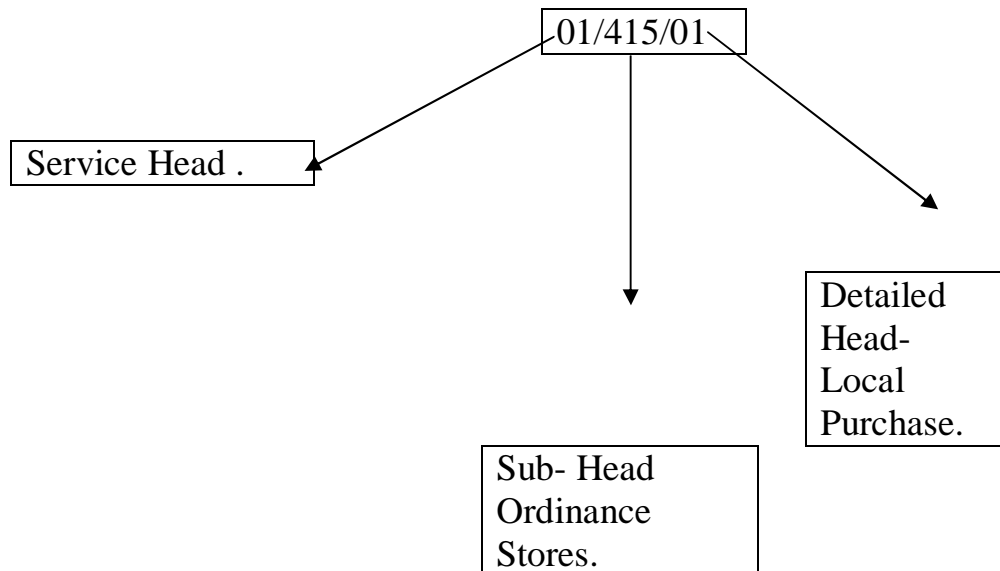 01/415/01
Service Head .
Detailed
Head-
Local
Purchase.
Sub- Head
Ordinance
Stores.